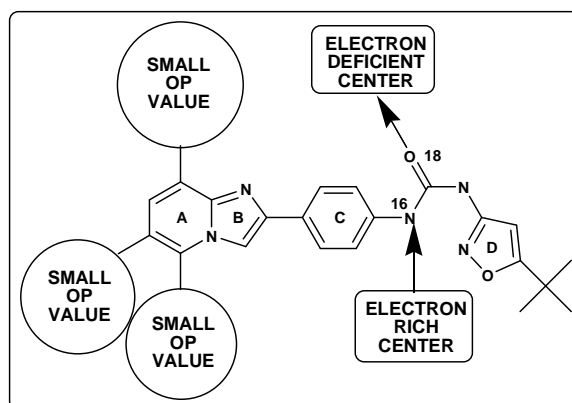 SMALL
OP
VALUE
ELECTRON
DEFICIENT
CENTER
O 18
N
N
A
B
C
16
N
N
N
D
O
SMALL
OP
VALUE
SMALL
OP
VALUE
ELECTRON
RICH
CENTER